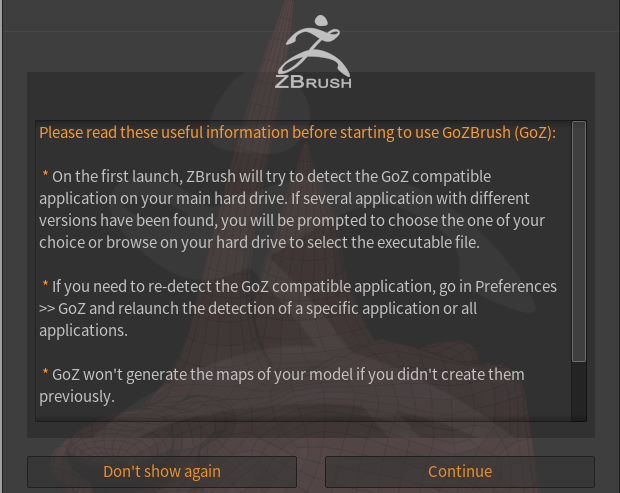 ZBRUSH
Please read these useful information before starting to use GoZBrush (GoZ):
* On the first launch, ZBrush will try to detect the GoZ compatible
application on your main hard drive. If several application with different
versions have been found, you will be prompted to choose the one of your
choice or browse on your hard drive to select the executable file.
* If you need to re-detect the GoZ compatible application, go in Preferences
>> GoZ and relaunch the detection of a specific application or all
applications.
* GoZ won't generate the maps of your model if you didn't create them
previously.
Don't show again
Continue